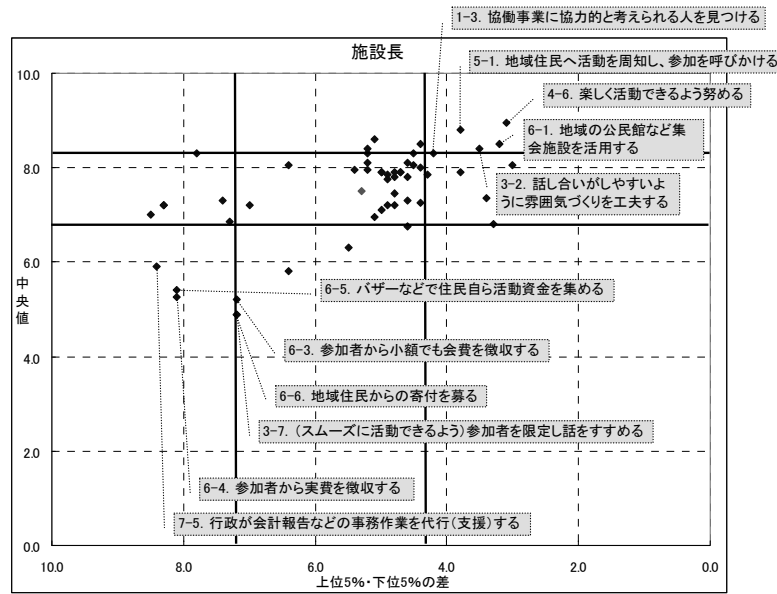 1-3. 協働事業に協力的と考えられる人を見つける
施設長
5-1. 地域住民へ活動を周知し、参加を呼びかける
4-6. 楽しく活動できるよう努める
6-1. 地域の公民館など集
会施設を活用する
3-2. 話し合いがしやすいよ
うに雰囲気づくりを工夫する
10.0
8.0
6.0
4.0
2.0
0.0
中央値
6-5. バザーなどで住民自ら活動資金を集める
6-3. 参加者から小額でも会費を徴収する
6-6. 地域住民からの寄付を募る
3-7. (スムーズに活動できるよう)参加者を限定し話をすすめる
6-4. 参加者から実費を徴収する
7-5. 行政が会計報告などの事務作業を代行(支援)する
10.0 8.0 6.0 4.0 2.0 0.0
上位5%・下位5%の差